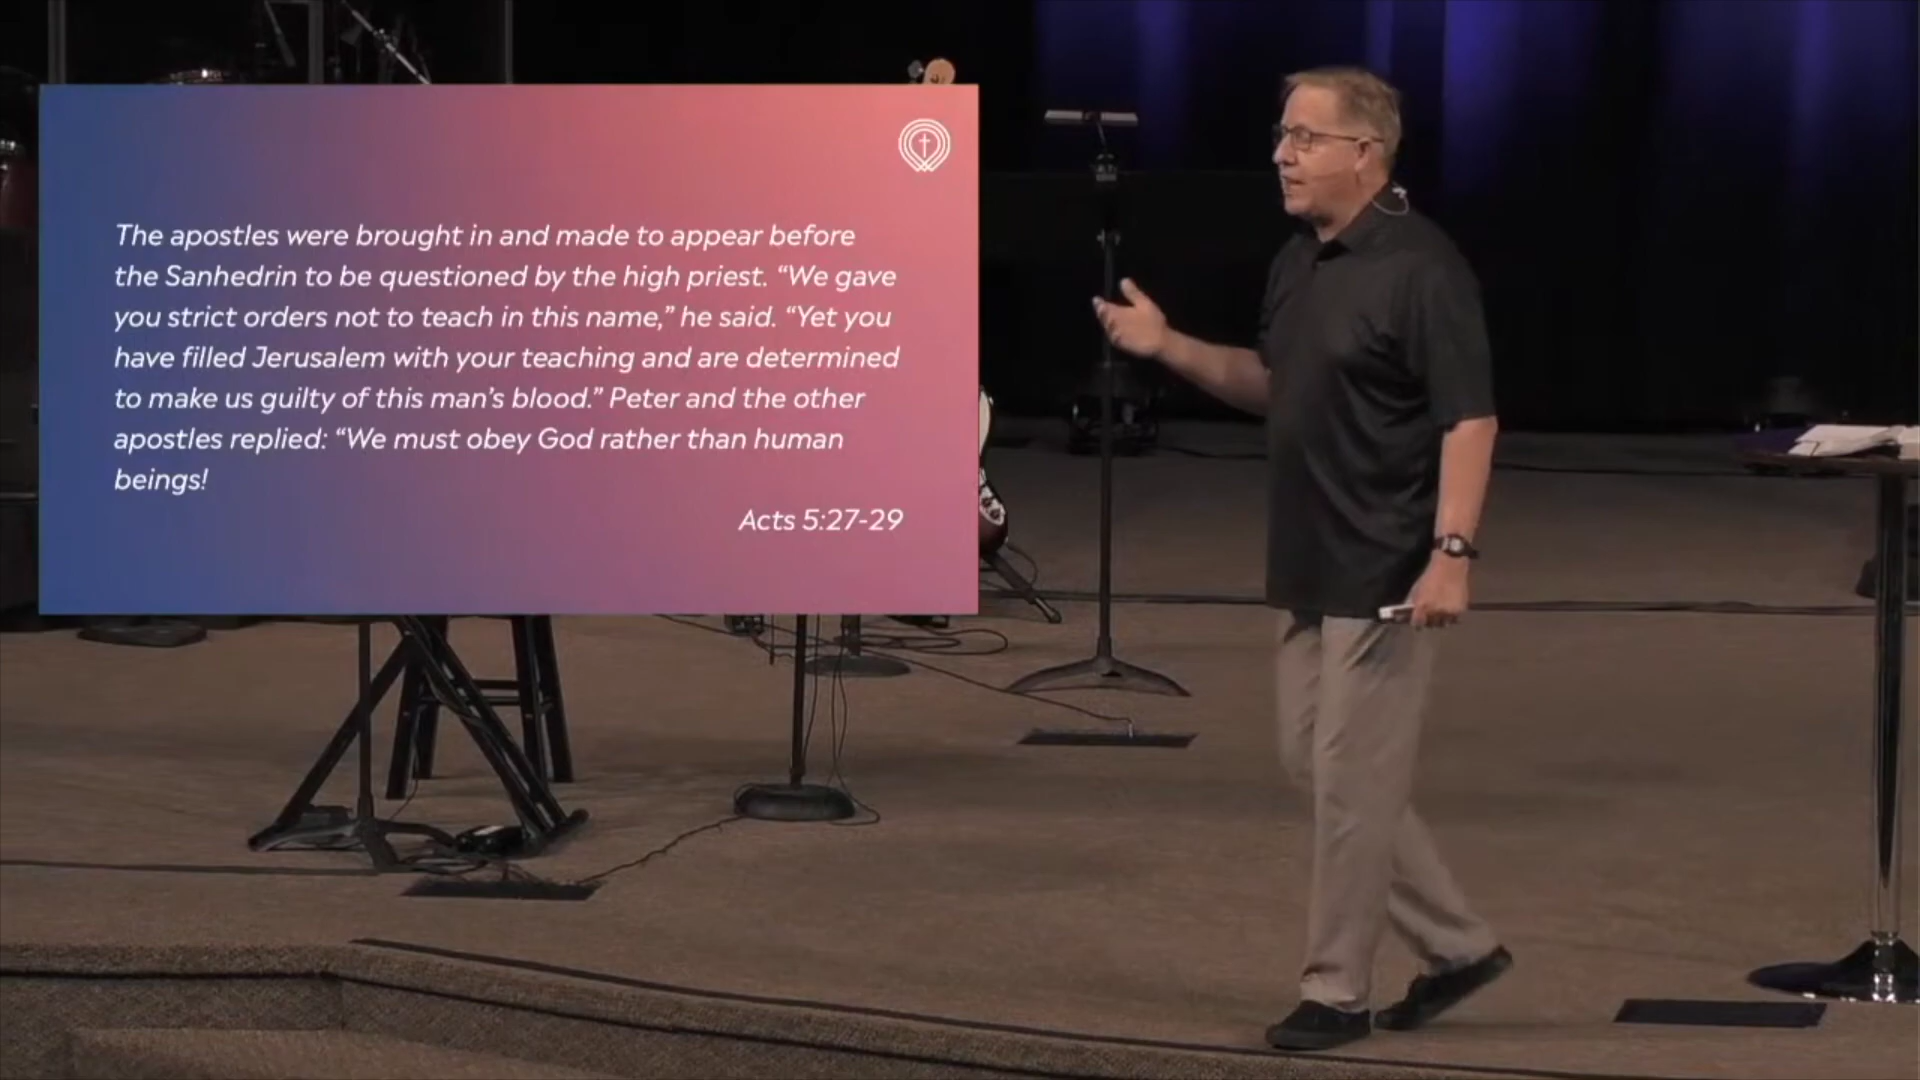 The apostles were brought in and made to appear before
the Sanhedrin to be questioned by the high priest. “We gave
you strict orders not to teach in this name,” he said. “Yet you
have filled Jerusalem with your teaching and are determined
to make us guilty of this man’s blood.” Peter and the other
apostles replied: “We must obey God rather than human
beings!
Acts 5:27-29